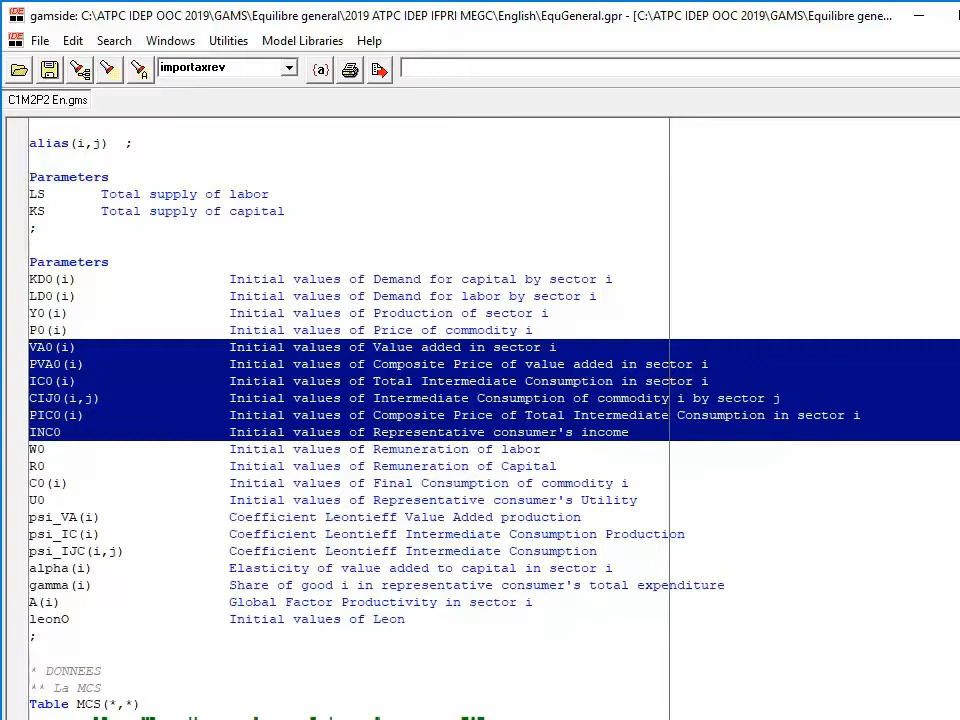 gamside: C:\ATPC IDEP OOC 2019\GAMS\Equilibre general\2019 ATPC IDEP IFPRI MEGC\English\EquGeneral.gpr - [C:\ATPC IDEP OOC 2019\GAMS\Equilibre gene...
IDE File Edit Search Windows Utilities Model Libraries Help
importaxrev {a}
C1M2P2 En.gms
alias(i,j) ;
Parameters
LS Total supply of labor
KS Total supply of capital
;
Parameters
KD0(i) Initial values of Demand for capital by sector i
LD0(i) Initial values of Demand for labor by sector i
Y0(i) Initial values of Production of sector i
P0(i) Initial values of Price of commodity i
VA0(i) Initial values of Value added in sector i
PVA0(i) Initial values of Composite Price of value added in sector i
IC0(i) Initial values of Total Intermediate Consumption in sector i
CIJ0(i,j) Initial values of Intermediate Consumption of commodity i by sector j
PIC0(i) Initial values of Composite Price of Total Intermediate Consumption in sector i
INC0 Initial values of Representative consumer's income
W0 Initial values of Remuneration of labor
R0 Initial values of Remuneration of Capital
C0(i) Initial values of Final Consumption of commodity i
U0 Initial values of Representative consumer's Utility
psi_VA(i) Coefficient Leontieff Value Added production
psi_IC(i) Coefficient Leontieff Intermediate Consumption Production
psi_IJC(i,j) Coefficient Leontieff Intermediate Consumption
alpha(i) Elasticity of value added to capital in sector i
gamma(i) Share of good i in representative consumer's total expenditure
A(i) Global Factor Productivity in sector i
leonO Initial values of Leon
;
* DONNEES
** La MCS
Table MCS(*,*)